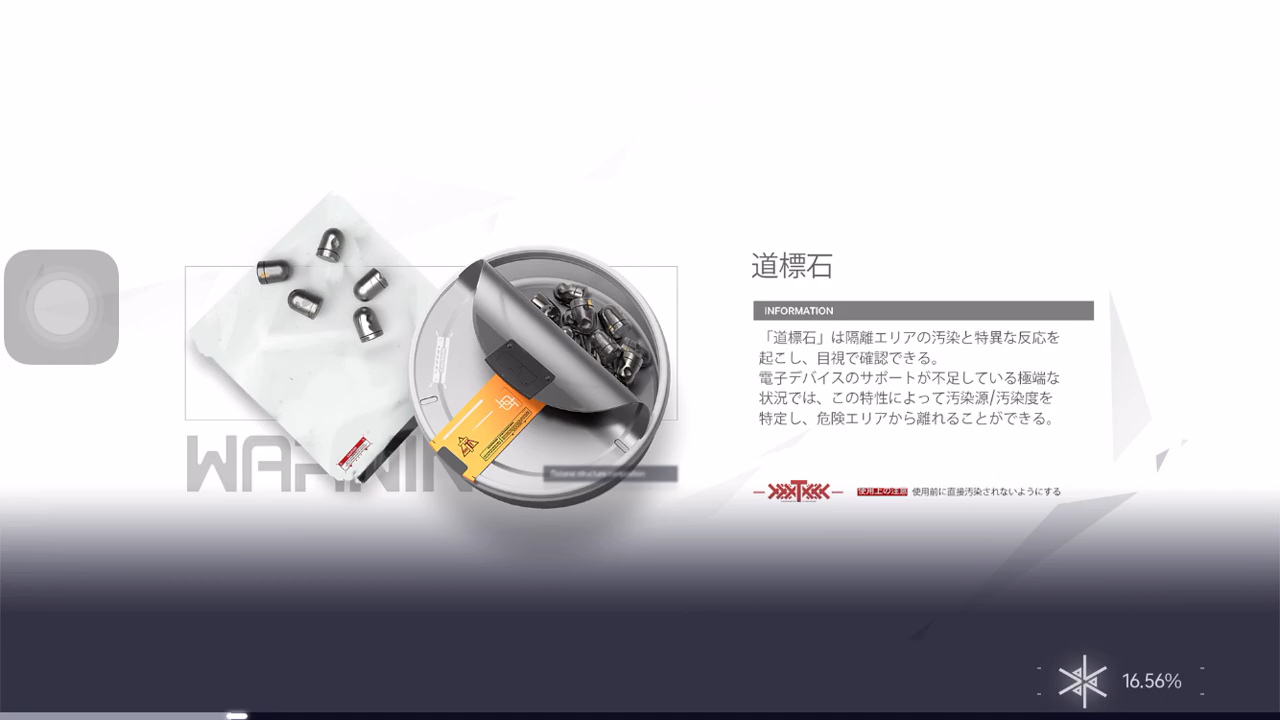 道標石
INFORMATION
「道標石」は隔離エリアの汚染と特異な反応を
起こし、目視で確認できる。
電子デバイスのサポートが不足している極端な
状況では、この特性によって汚染源/汚染度を
特定し、危険エリアから離れることができる。
使用上の注意 使用前に直接汚染されないようにする
16.56%